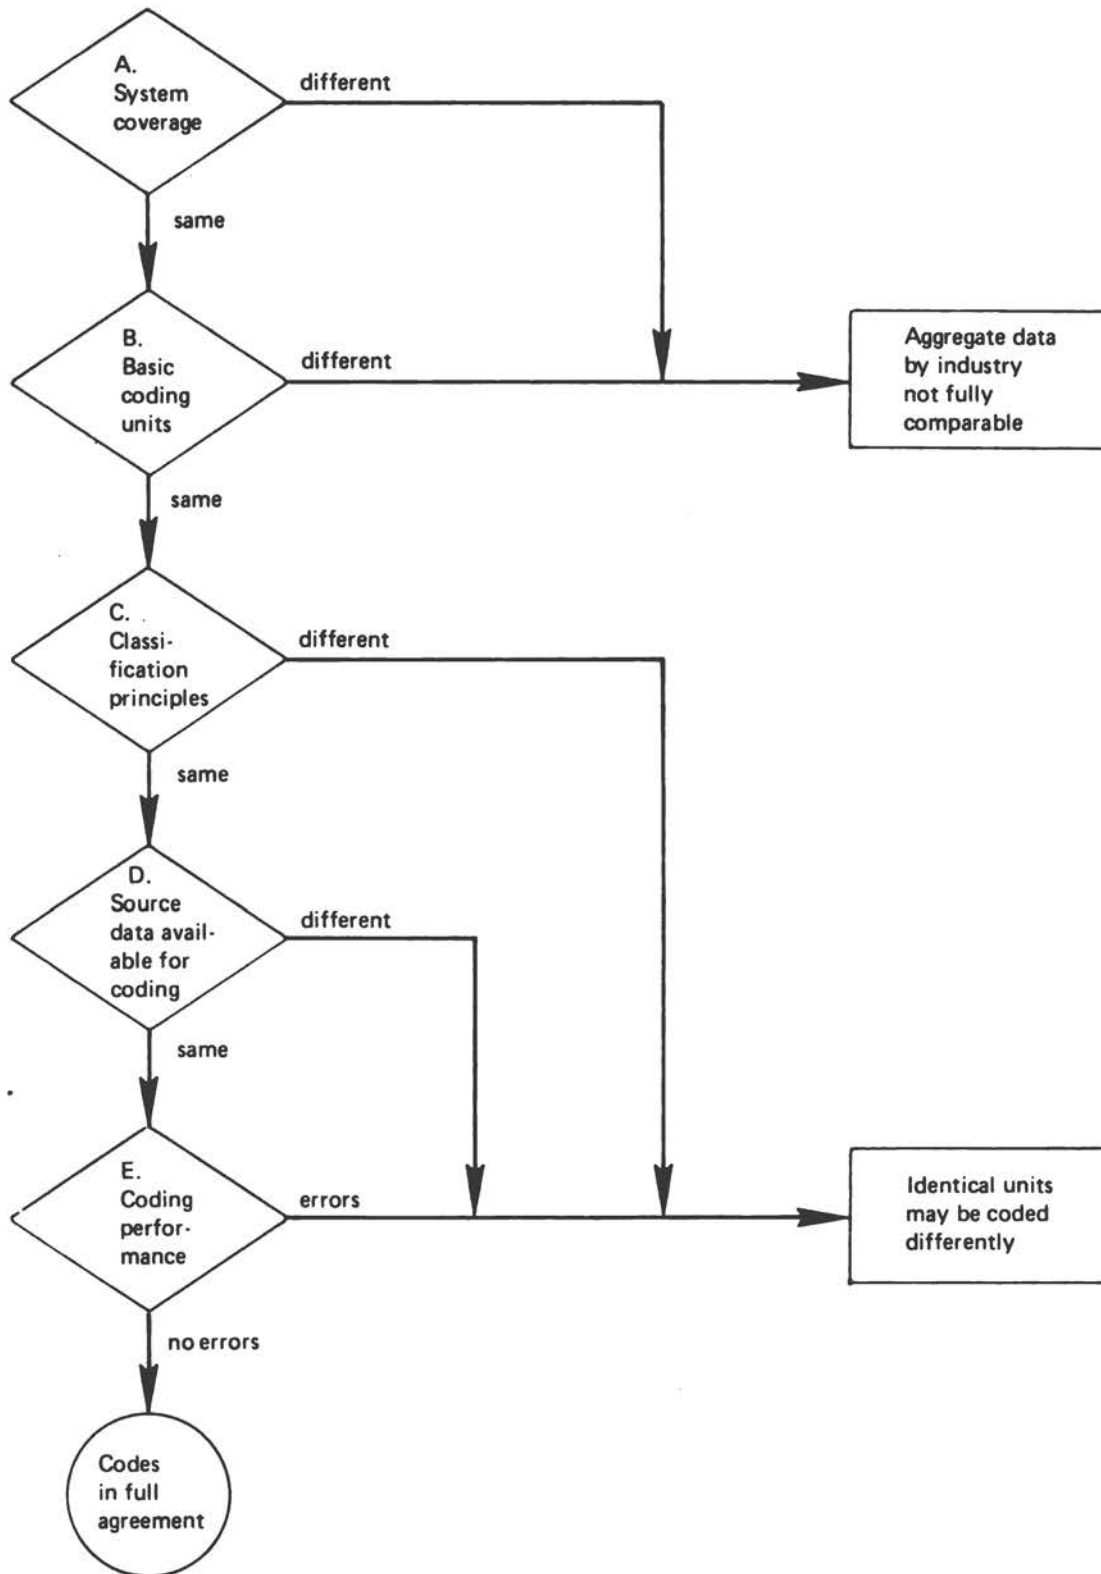 A.
System
coverage
different
same
B.
Basic
coding
units
different
Aggregate data
by industry
not fully
comparable
same
C.
Classi-
fication
principles
different
same
D.
Source
data avail-
able for
coding
different
same
E.
Coding
perfor-
mance
errors
Identical units
may be coded
differently
no errors
Codes
in full
agreement